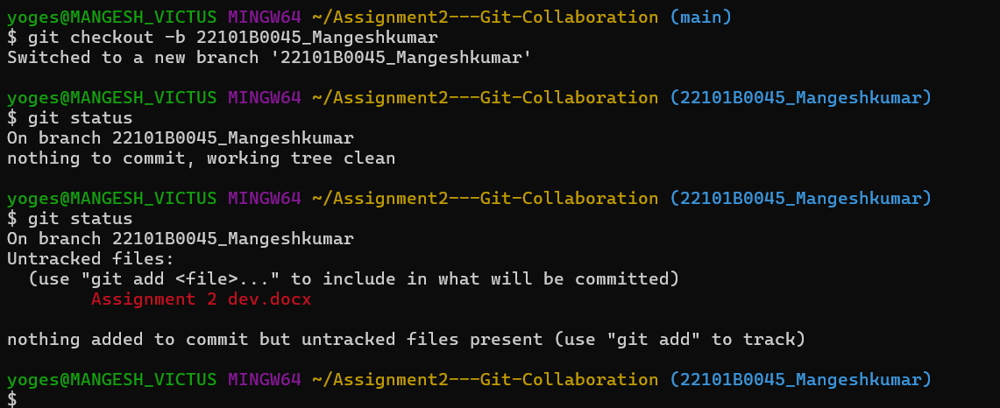 yoges@MANGESH_VICTUS MINGW64 ~/Assignment2---Git-Collaboration (main)
$ git checkout -b 22101B0045_Mangeshkumar
Switched to a new branch '22101B0045_Mangeshkumar'

yoges@MANGESH_VICTUS MINGW64 ~/Assignment2---Git-Collaboration (22101B0045_Mangeshkumar)
$ git status
On branch 22101B0045_Mangeshkumar
nothing to commit, working tree clean

yoges@MANGESH_VICTUS MINGW64 ~/Assignment2---Git-Collaboration (22101B0045_Mangeshkumar)
$ git status
On branch 22101B0045_Mangeshkumar
Untracked files:
  (use "git add <file>..." to include in what will be committed)
        Assignment 2 dev.docx

nothing added to commit but untracked files present (use "git add" to track)

yoges@MANGESH_VICTUS MINGW64 ~/Assignment2---Git-Collaboration (22101B0045_Mangeshkumar)
$